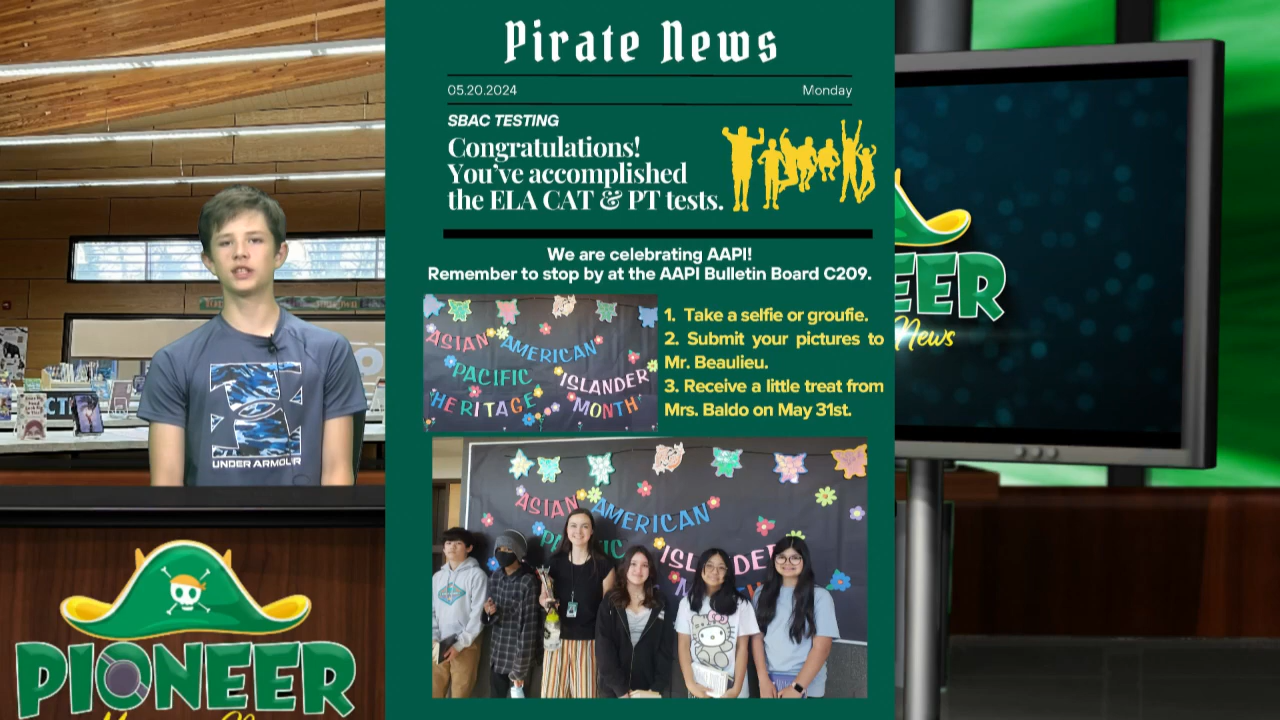 Pirate News
05.20.2024 Monday
SBAC TESTING
Congratulations!
You've accomplished
the ELA CAT & PT tests.
We are celebrating AAPI!
Remember to stop by at the AAPI Bulletin Board C209.
1. Take a selfie or groufie.
2. Submit your pictures to
Mr. Beaulieu.
3. Receive a little treat from
Mrs. Baldo on May 31st.
ASIAN AMERICAN
PACIFIC ISLANDER
HERITAGE MONTH
ASIAN AMERICAN
ISLANDER
UNDER ARMOUR
PIONEER
EER
News